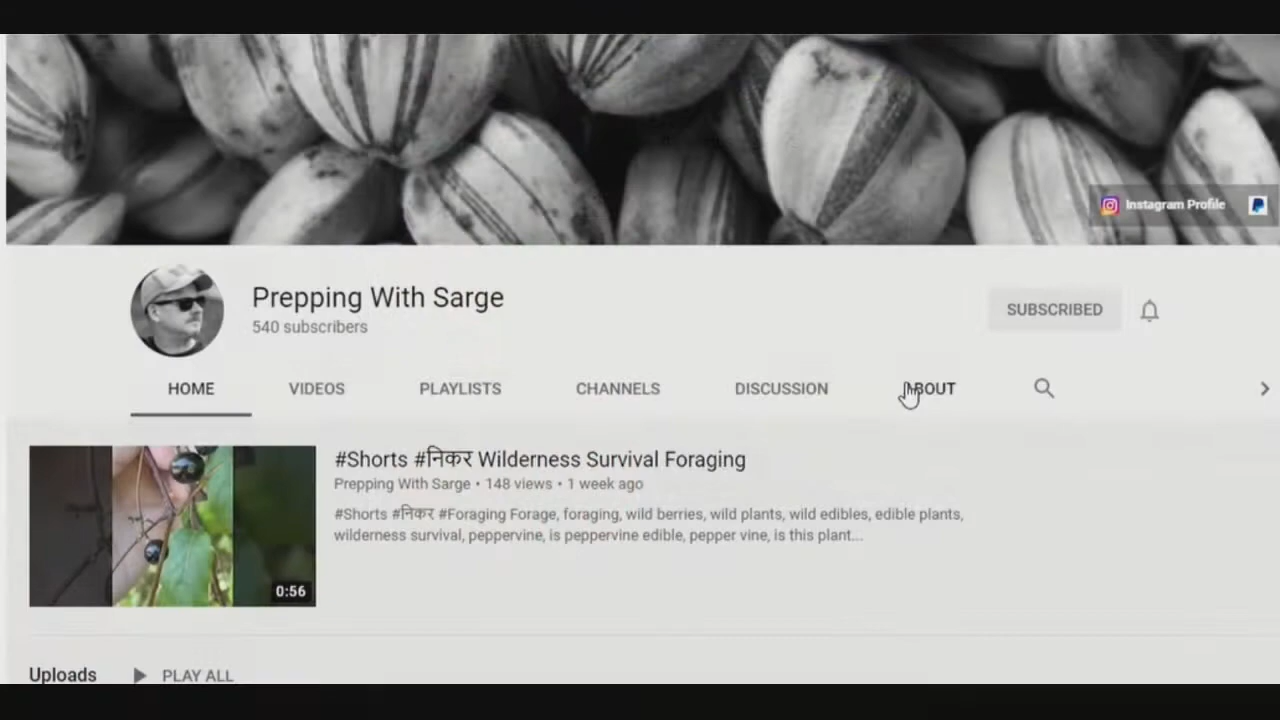 Instagram Profile
Prepping With Sarge
540 subscribers
SUBSCRIBED
HOME VIDEOS PLAYLISTS CHANNELS DISCUSSION ABOUT
#Shorts #निकर Wilderness Survival Foraging
Prepping With Sarge • 148 views • 1 week ago
#Shorts #निकर #Foraging Forage, foraging, wild berries, wild plants, wild edibles, edible plants,
wilderness survival, peppervine, is peppervine edible, pepper vine, is this plant...
0:56
Uploads PLAY ALL